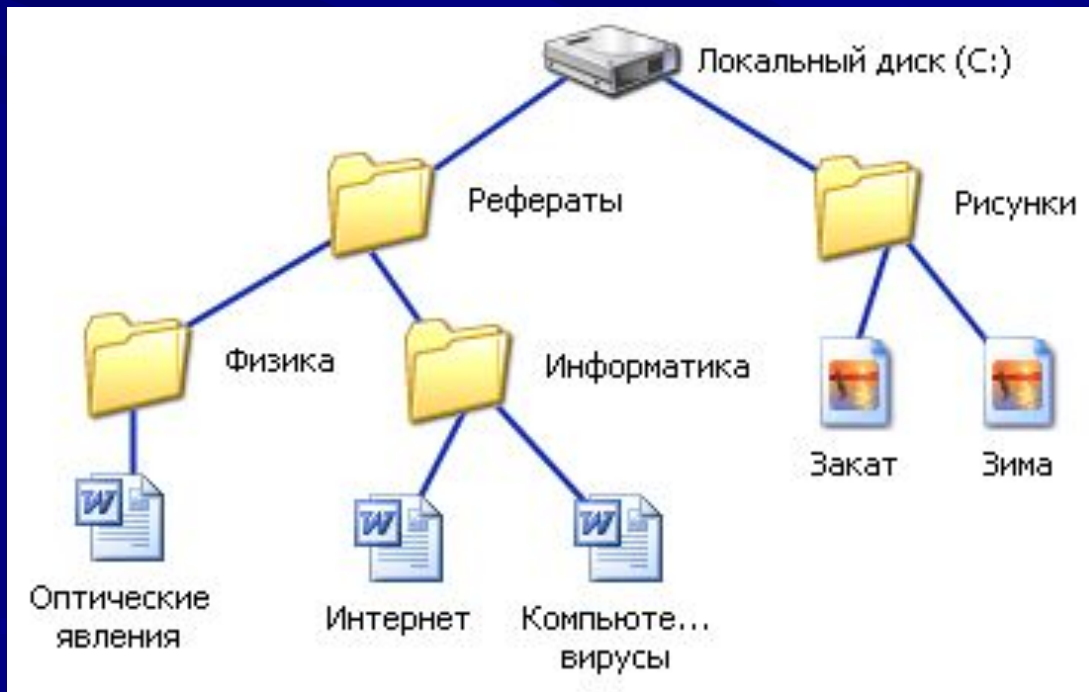 Локальный диск (C:)
Рефераты
Рисунки
Физика
Информатика
Закат
Зима
Оптические
явления
Интернет
Компьюте...
вирусы